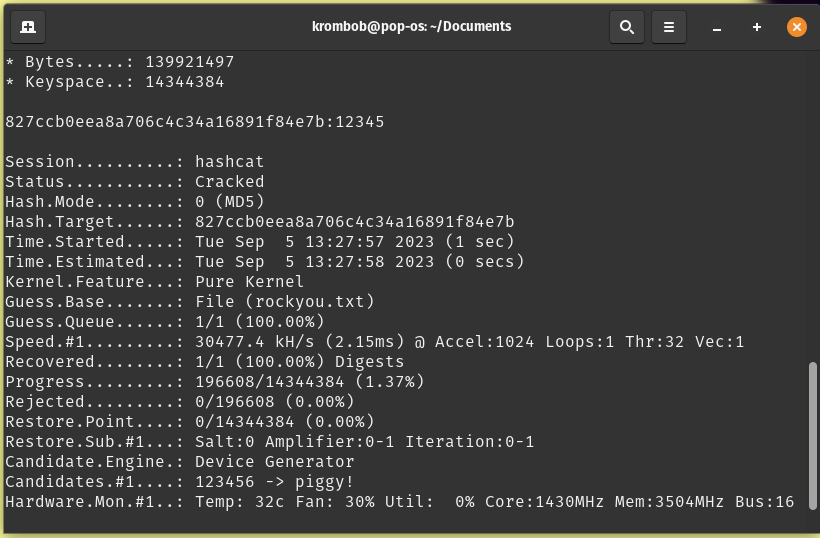 krombob@pop-os: ~/Documents
* Bytes.....: 139921497
* Keyspace..: 14344384
827ccb0eea8a706c4c34a16891f84e7b:12345
Session..........: hashcat
Status...........: Cracked
Hash.Mode........: 0 (MD5)
Hash.Target......: 827ccb0eea8a706c4c34a16891f84e7b
Time.Started.....: Tue Sep  5 13:27:57 2023 (1 sec)
Time.Estimated...: Tue Sep  5 13:27:58 2023 (0 secs)
Kernel.Feature...: Pure Kernel
Guess.Base.......: File (rockyou.txt)
Guess.Queue......: 1/1 (100.00%)
Speed.#1.........: 30477.4 kH/s (2.15ms) @ Accel:1024 Loops:1 Thr:32 Vec:1
Recovered........: 1/1 (100.00%) Digests
Progress.........: 196608/14344384 (1.37%)
Rejected.........: 0/196608 (0.00%)
Restore.Point....: 0/14344384 (0.00%)
Restore.Sub.#1...: Salt:0 Amplifier:0-1 Iteration:0-1
Candidate.Engine.: Device Generator
Candidates.#1....: 123456 -> piggy!
Hardware.Mon.#1..: Temp: 32c Fan: 30% Util:  0% Core:1430MHz Mem:3504MHz Bus:16